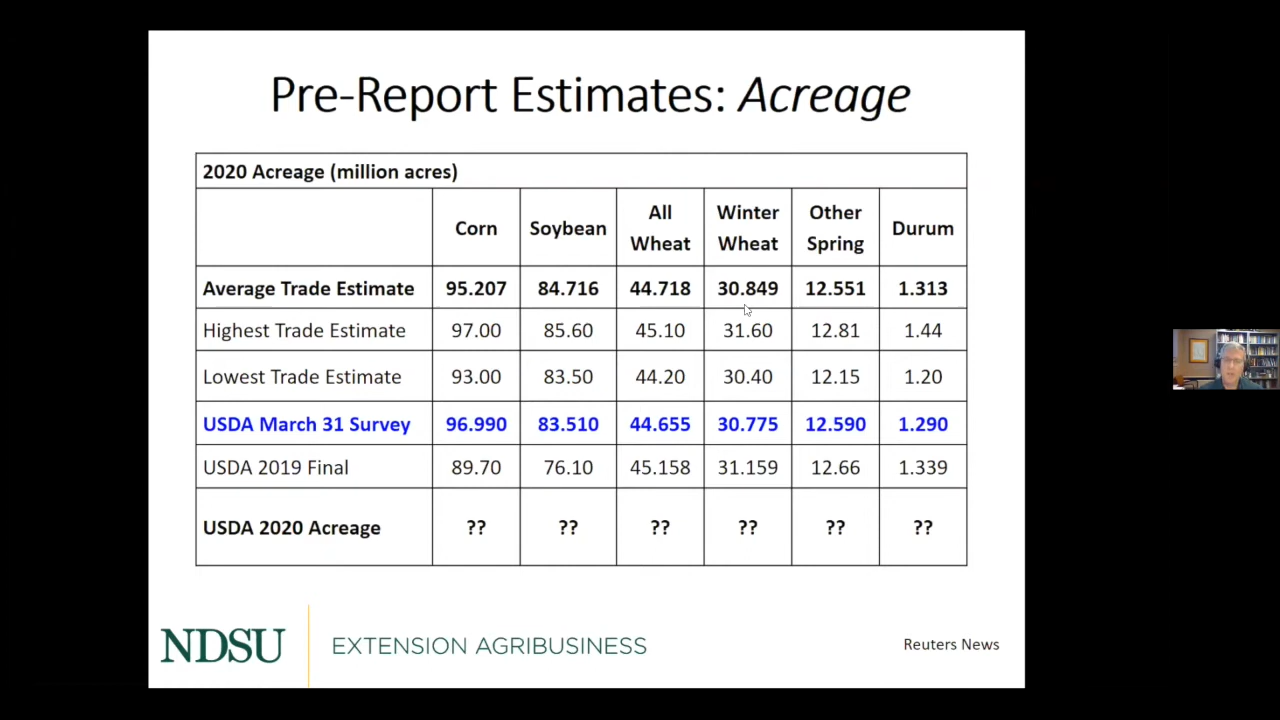 Pre-Report Estimates: Acreage
2020 Acreage (million acres)
Corn Soybean All Wheat Winter Wheat Other Spring Durum
Average Trade Estimate 95.207 84.716 44.718 30.849 12.551 1.313
Highest Trade Estimate 97.00 85.60 45.10 31.60 12.81 1.44
Lowest Trade Estimate 93.00 83.50 44.20 30.40 12.15 1.20
USDA March 31 Survey 96.990 83.510 44.655 30.775 12.590 1.290
USDA 2019 Final 89.70 76.10 45.158 31.159 12.66 1.339
USDA 2020 Acreage ?? ?? ?? ?? ?? ??
NDSU EXTENSION AGRIBUSINESS Reuters News